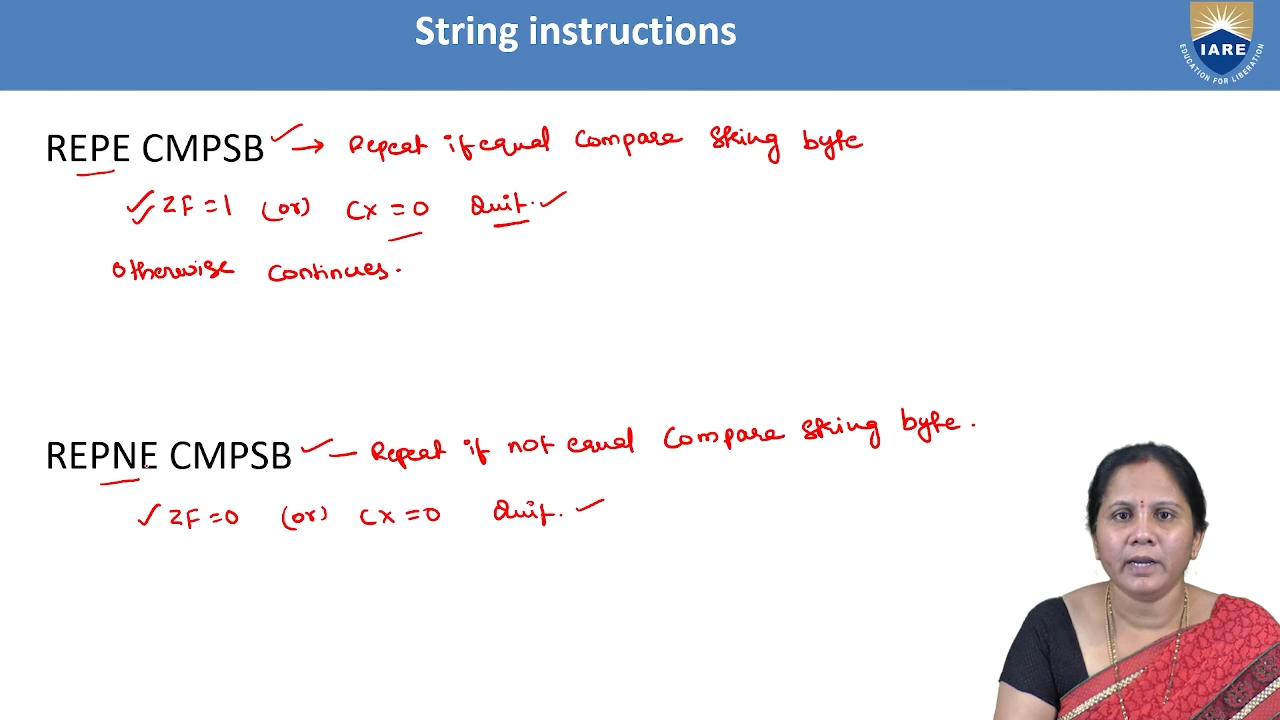 String instructions
IARE
EDUCATION FOR LIBERATION
REPE CMPSB → Repeat if equal Compare String byte
ZF = 1 (or) CX = 0 Quit.
Otherwise Continues.
REPNE CMPSB – Repeat if not equal Compare String byte.
ZF = 0 (or) CX = 0 Quit.